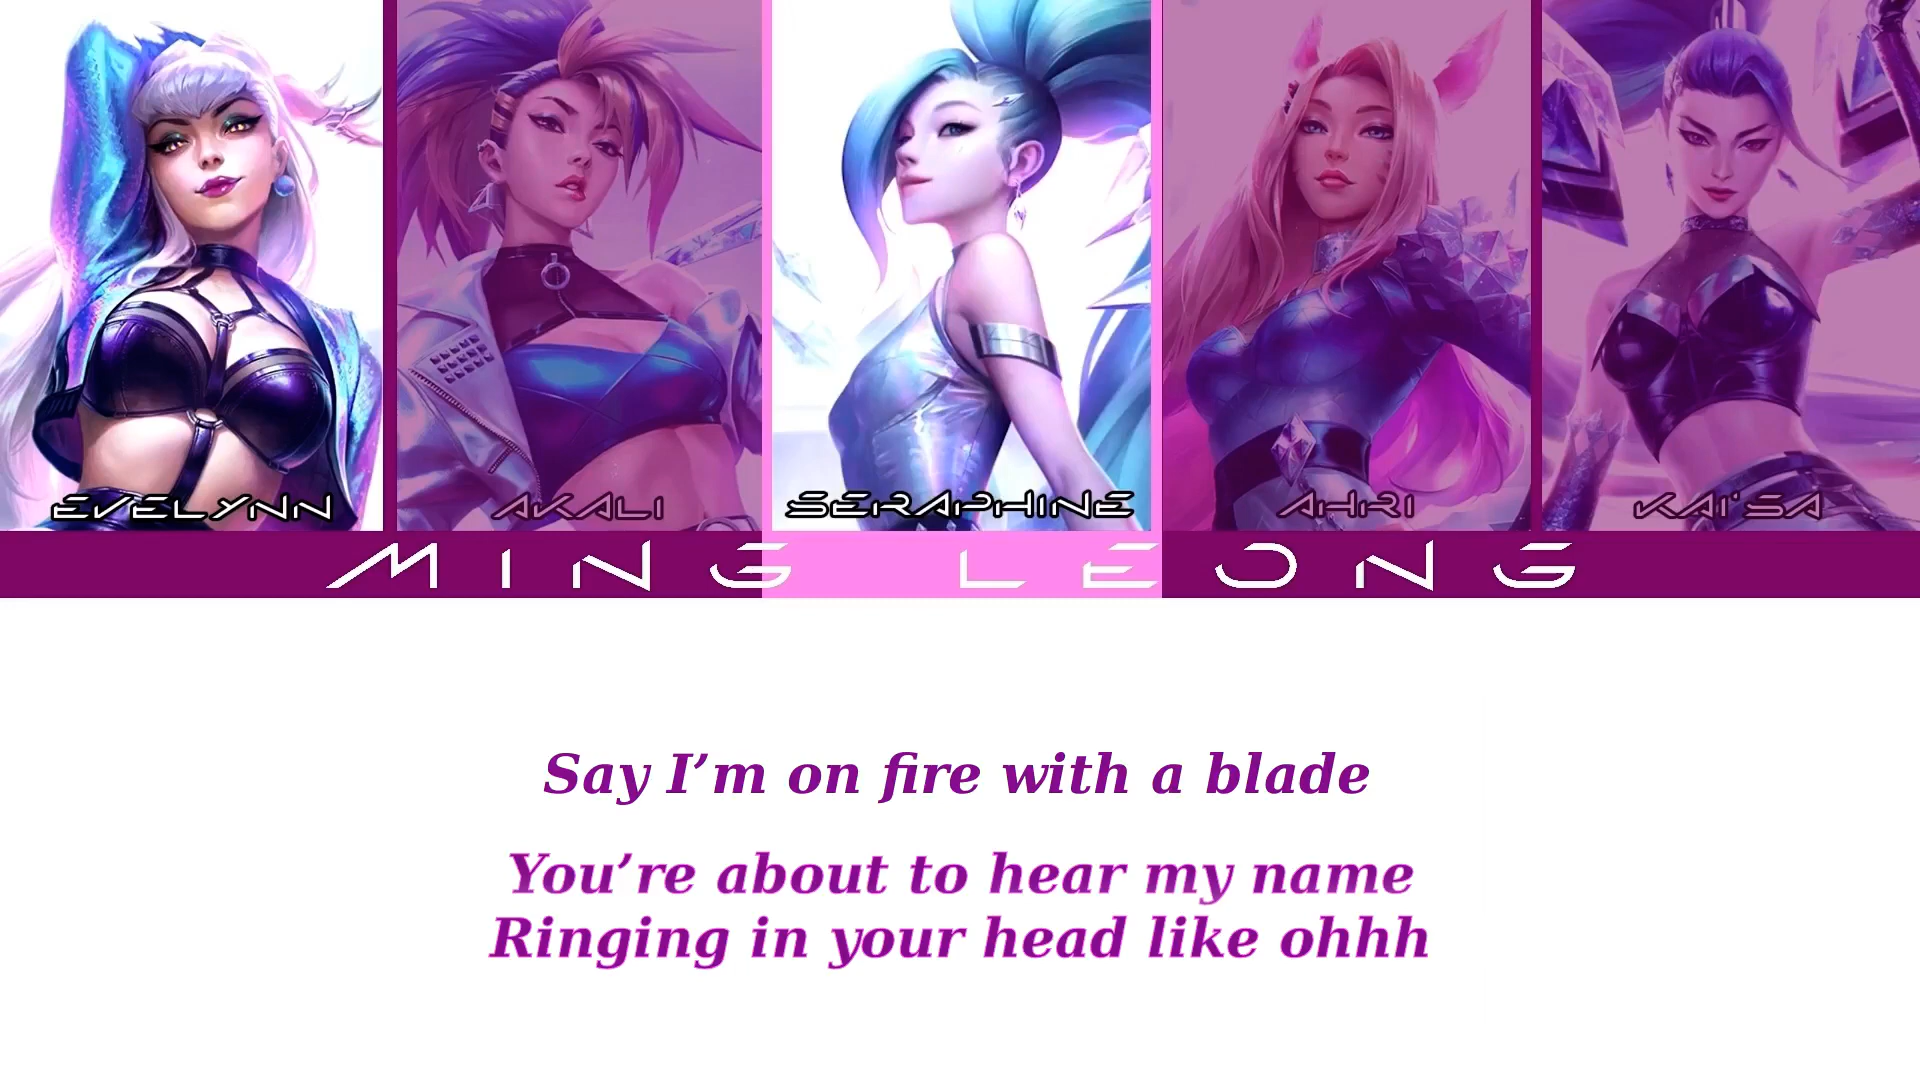 EVELYNN
AKALI
SERAPHINE
AHRI
KAI'SA
MING LEONG
Say I’m on fire with a blade
You’re about to hear my name
Ringing in your head like ohhh